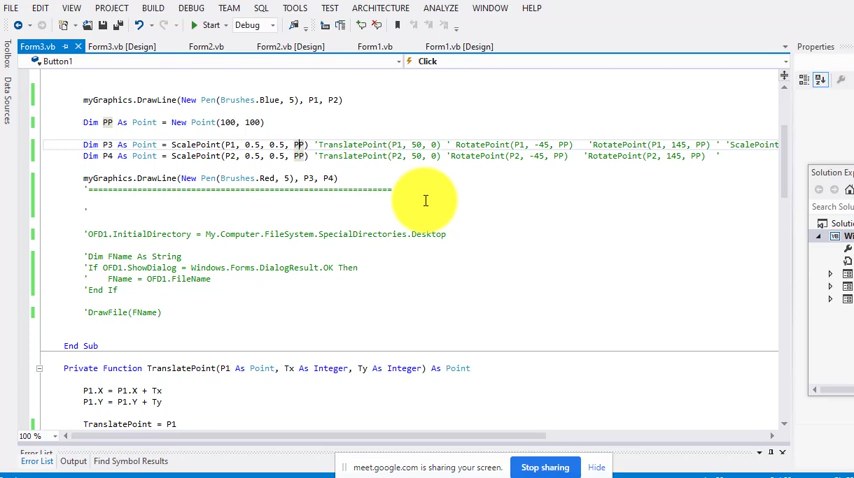 FILE EDIT VIEW PROJECT BUILD DEBUG TEAM SQL TOOLS TEST ARCHITECTURE ANALYZE WINDOW HELP
Start Debug
Form3.vb Form3.vb [Design] Form2.vb Form2.vb [Design] Form1.vb Form1.vb [Design]
Properties
Toolbox
Data Sources
Button1 Click
myGraphics.DrawLine(New Pen(Brushes.Blue, 5), P1, P2)
Dim PP As Point = New Point(100, 100)
Dim P3 As Point = ScalePoint(P1, 0.5, 0.5, PP) 'TranslatePoint(P1, 50, 0) ' RotatePoint(P1, -45, PP) 'RotatePoint(P1, 145, PP) ' 'ScalePoint
Dim P4 As Point = ScalePoint(P2, 0.5, 0.5, PP) 'TranslatePoint(P2, 50, 0) 'RotatePoint(P2, -45, PP) 'RotatePoint(P2, 145, PP) '
myGraphics.DrawLine(New Pen(Brushes.Red, 5), P3, P4)
'==============================================================
'
'OFD1.InitialDirectory = My.Computer.FileSystem.SpecialDirectories.Desktop
'Dim FName As String
'If OFD1.ShowDialog = Windows.Forms.DialogResult.OK Then
' FName = OFD1.FileName
'End If
'DrawFile(FName)
End Sub
Private Function TranslatePoint(P1 As Point, Tx As Integer, Ty As Integer) As Point
P1.X = P1.X + Tx
P1.Y = P1.Y + Ty
TranslatePoint = P1
100 %
Solution Exp
Search Solu
Solutio
Wi
Error List
Error List Output Find Symbol Results
meet.google.com is sharing your screen. Stop sharing Hide